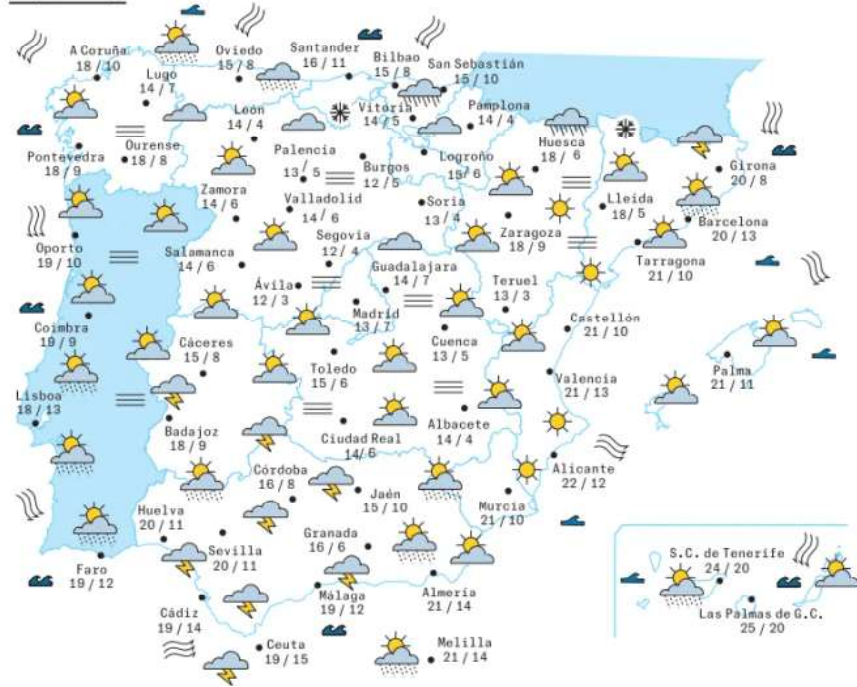 A Coruña
18 / 10
Lugo
14 / 7
Oviedo
15 / 8
Santander
16 / 11
Bilbao
15 / 8
San Sebastián
15 / 10
León
14 / 4
Vitoria
14 / 5
Pamplona
14 / 4
Huesca
18 / 6
Pontevedra
18 / 9
Ourense
18 / 8
Palencia
13 / 5
Burgos
12 / 5
Logroño
15 / 6
Girona
20 / 8
Zamora
14 / 6
Valladolid
14 / 6
Soria
13 / 4
Zaragoza
18 / 9
Lleida
18 / 5
Barcelona
20 / 13
Oporto
19 / 10
Salamanca
14 / 6
Segovia
12 / 4
Guadalajara
14 / 7
Tarragona
21 / 10
Ávila
12 / 3
Madrid
13 / 7
Teruel
13 / 3
Coimbra
19 / 9
Cáceres
15 / 8
Toledo
15 / 6
Cuenca
13 / 5
Castellón
21 / 10
Palma
21 / 11
Valencia
21 / 13
Lisboa
18 / 13
Badajoz
18 / 9
Ciudad Real
14 / 6
Albacete
14 / 4
Alicante
22 / 12
Córdoba
16 / 8
Jaén
15 / 10
Murcia
21 / 10
Huelva
20 / 11
Sevilla
20 / 11
Granada
16 / 6
Faro
19 / 12
Cádiz
19 / 14
Málaga
19 / 12
Almería
21 / 14
Ceuta
19 / 15
Melilla
21 / 14
S.C. de Tenerife
24 / 20
Las Palmas de G.C.
25 / 20